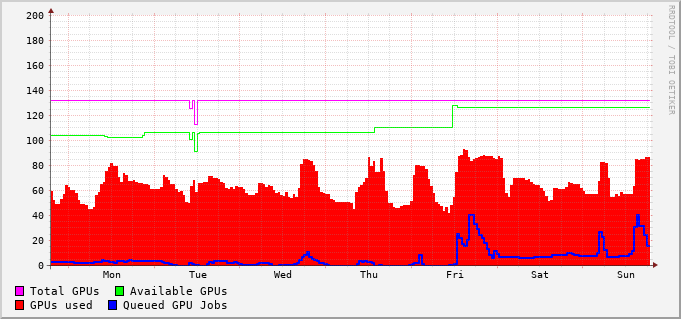 200
180
160
140
120
100
80
60
40
20
0
Mon Tue Wed Thu Fri Sat Sun
Total GPUs Available GPUs
GPUs used Queued GPU Jobs
RRDTOOL / TOBI OETIKER